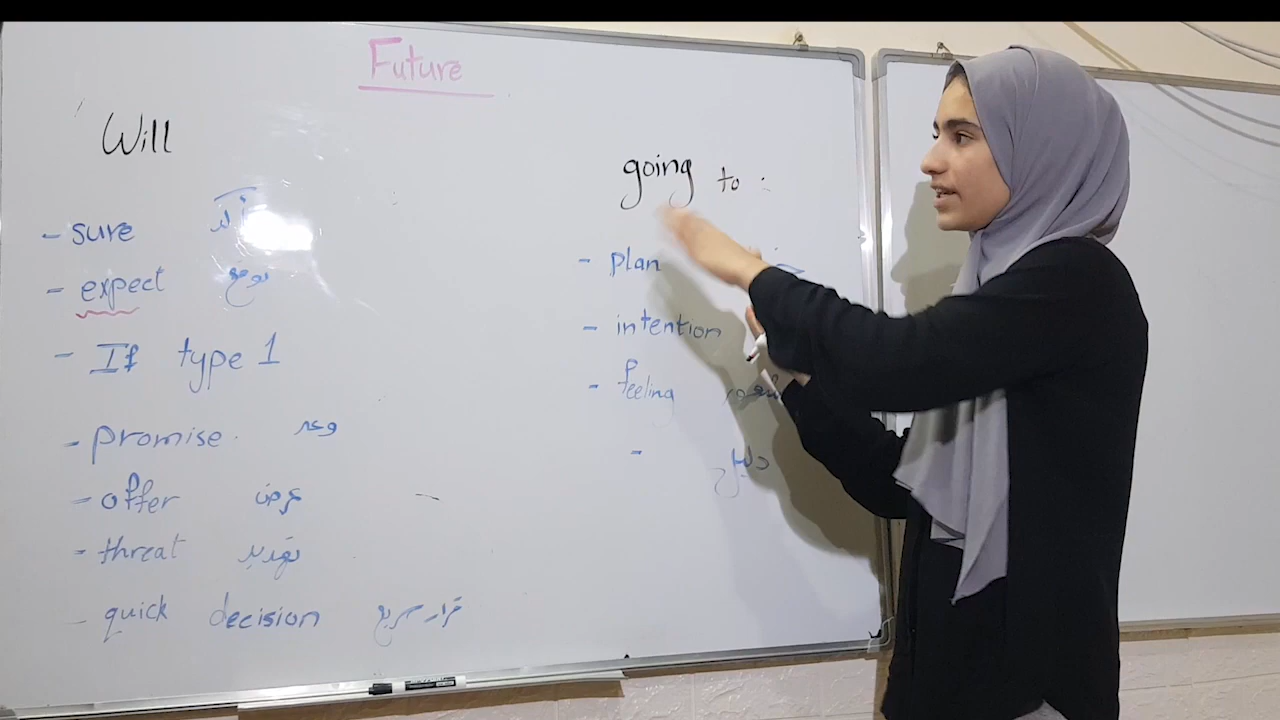 Future
Will
- sure
- expect توقع
- If type 1
- promise. وعد
- offer عرض
- threat تهديد
- quick decision قرار سريع
going to :
- plan
- intention
- feeling شعور
- دليل